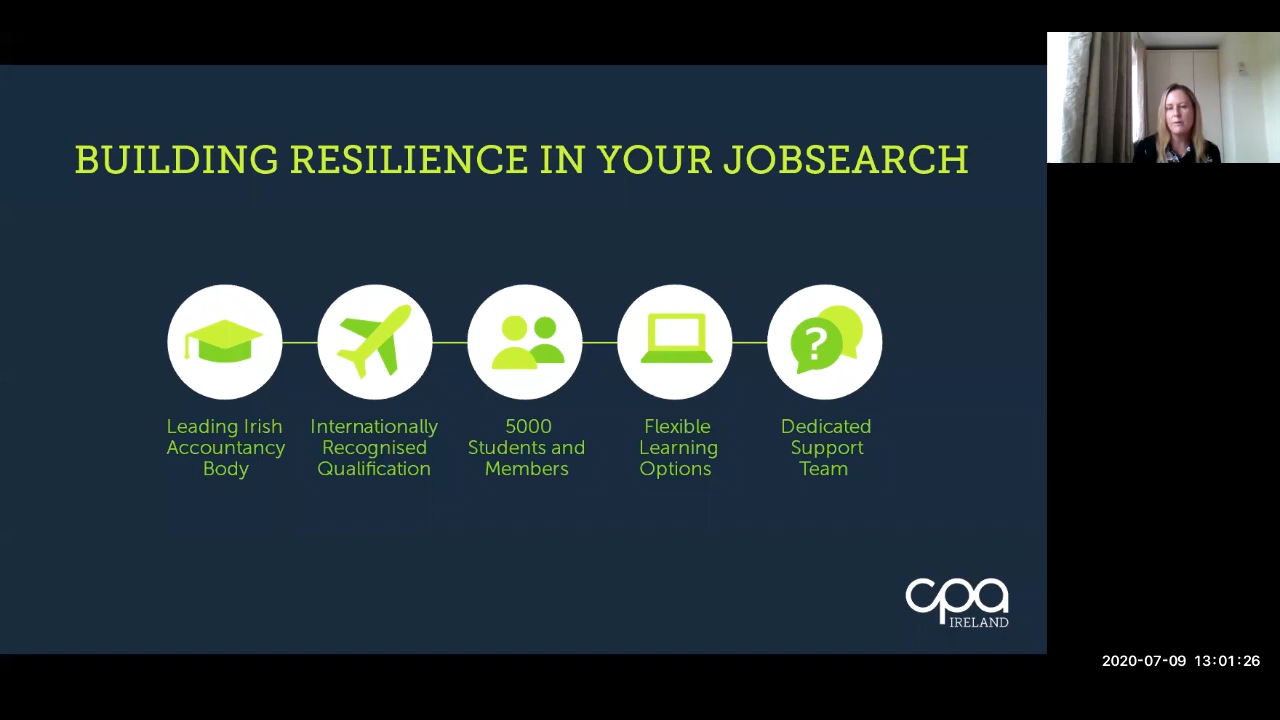 BUILDING RESILIENCE IN YOUR JOBSEARCH
?
Leading Irish
Accountancy
Body
Internationally
Recognised
Qualification
5000
Students and
Members
Flexible
Learning
Options
Dedicated
Support
Team
cpa
IRELAND
2020-07-09 13:01:26